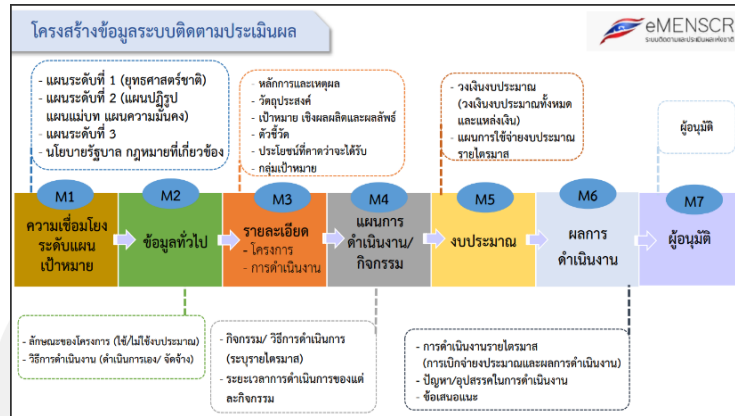 โครงสร้างข้อมูลระบบติดตามประเมินผล
eMENSCR
ระบบติดตามและประเมินผลแห่งชาติ
- แผนระดับที่ 1 (ยุทธศาสตร์ชาติ)
- แผนระดับที่ 2 (แผนปฏิรูป
แผนแม่บท แผนความมั่นคง)
- แผนระดับที่ 3
- นโยบายรัฐบาล กฎหมายที่เกี่ยวข้อง
- หลักการและเหตุผล
- วัตถุประสงค์
- เป้าหมาย เชิงผลผลิตและผลลัพธ์
- ตัวชี้วัด
- ประโยชน์ที่คาดว่าจะได้รับ
- กลุ่มเป้าหมาย
- วงเงินงบประมาณ
(วงเงินงบประมาณทั้งหมด
และแหล่งเงิน)
- แผนการใช้จ่ายงบประมาณ
รายไตรมาส
ผู้อนุมัติ
M1
ความเชื่อมโยง
ระดับแผน
เป้าหมาย
M2
ข้อมูลทั่วไป
M3
รายละเอียด
- โครงการ
- การดำเนินงาน
M4
แผนการ
ดำเนินงาน/
กิจกรรม
M5
งบประมาณ
M6
ผลการ
ดำเนินงาน
M7
ผู้อนุมัติ
- ลักษณะของโครงการ (ใช้/ไม่ใช้งบประมาณ)
- วิธีการดำเนินงาน (ดำเนินการเอง/ จัดจ้าง)
- กิจกรรม/ วิธีการดำเนินการ
(ระบุรายไตรมาส)
- ระยะเวลาการดำเนินการของแต่
ละกิจกรรม
- การดำเนินงานรายไตรมาส
(การเบิกจ่ายงบประมาณและผลการดำเนินงาน)
- ปัญหา/อุปสรรคในการดำเนินงาน
- ข้อเสนอแนะ